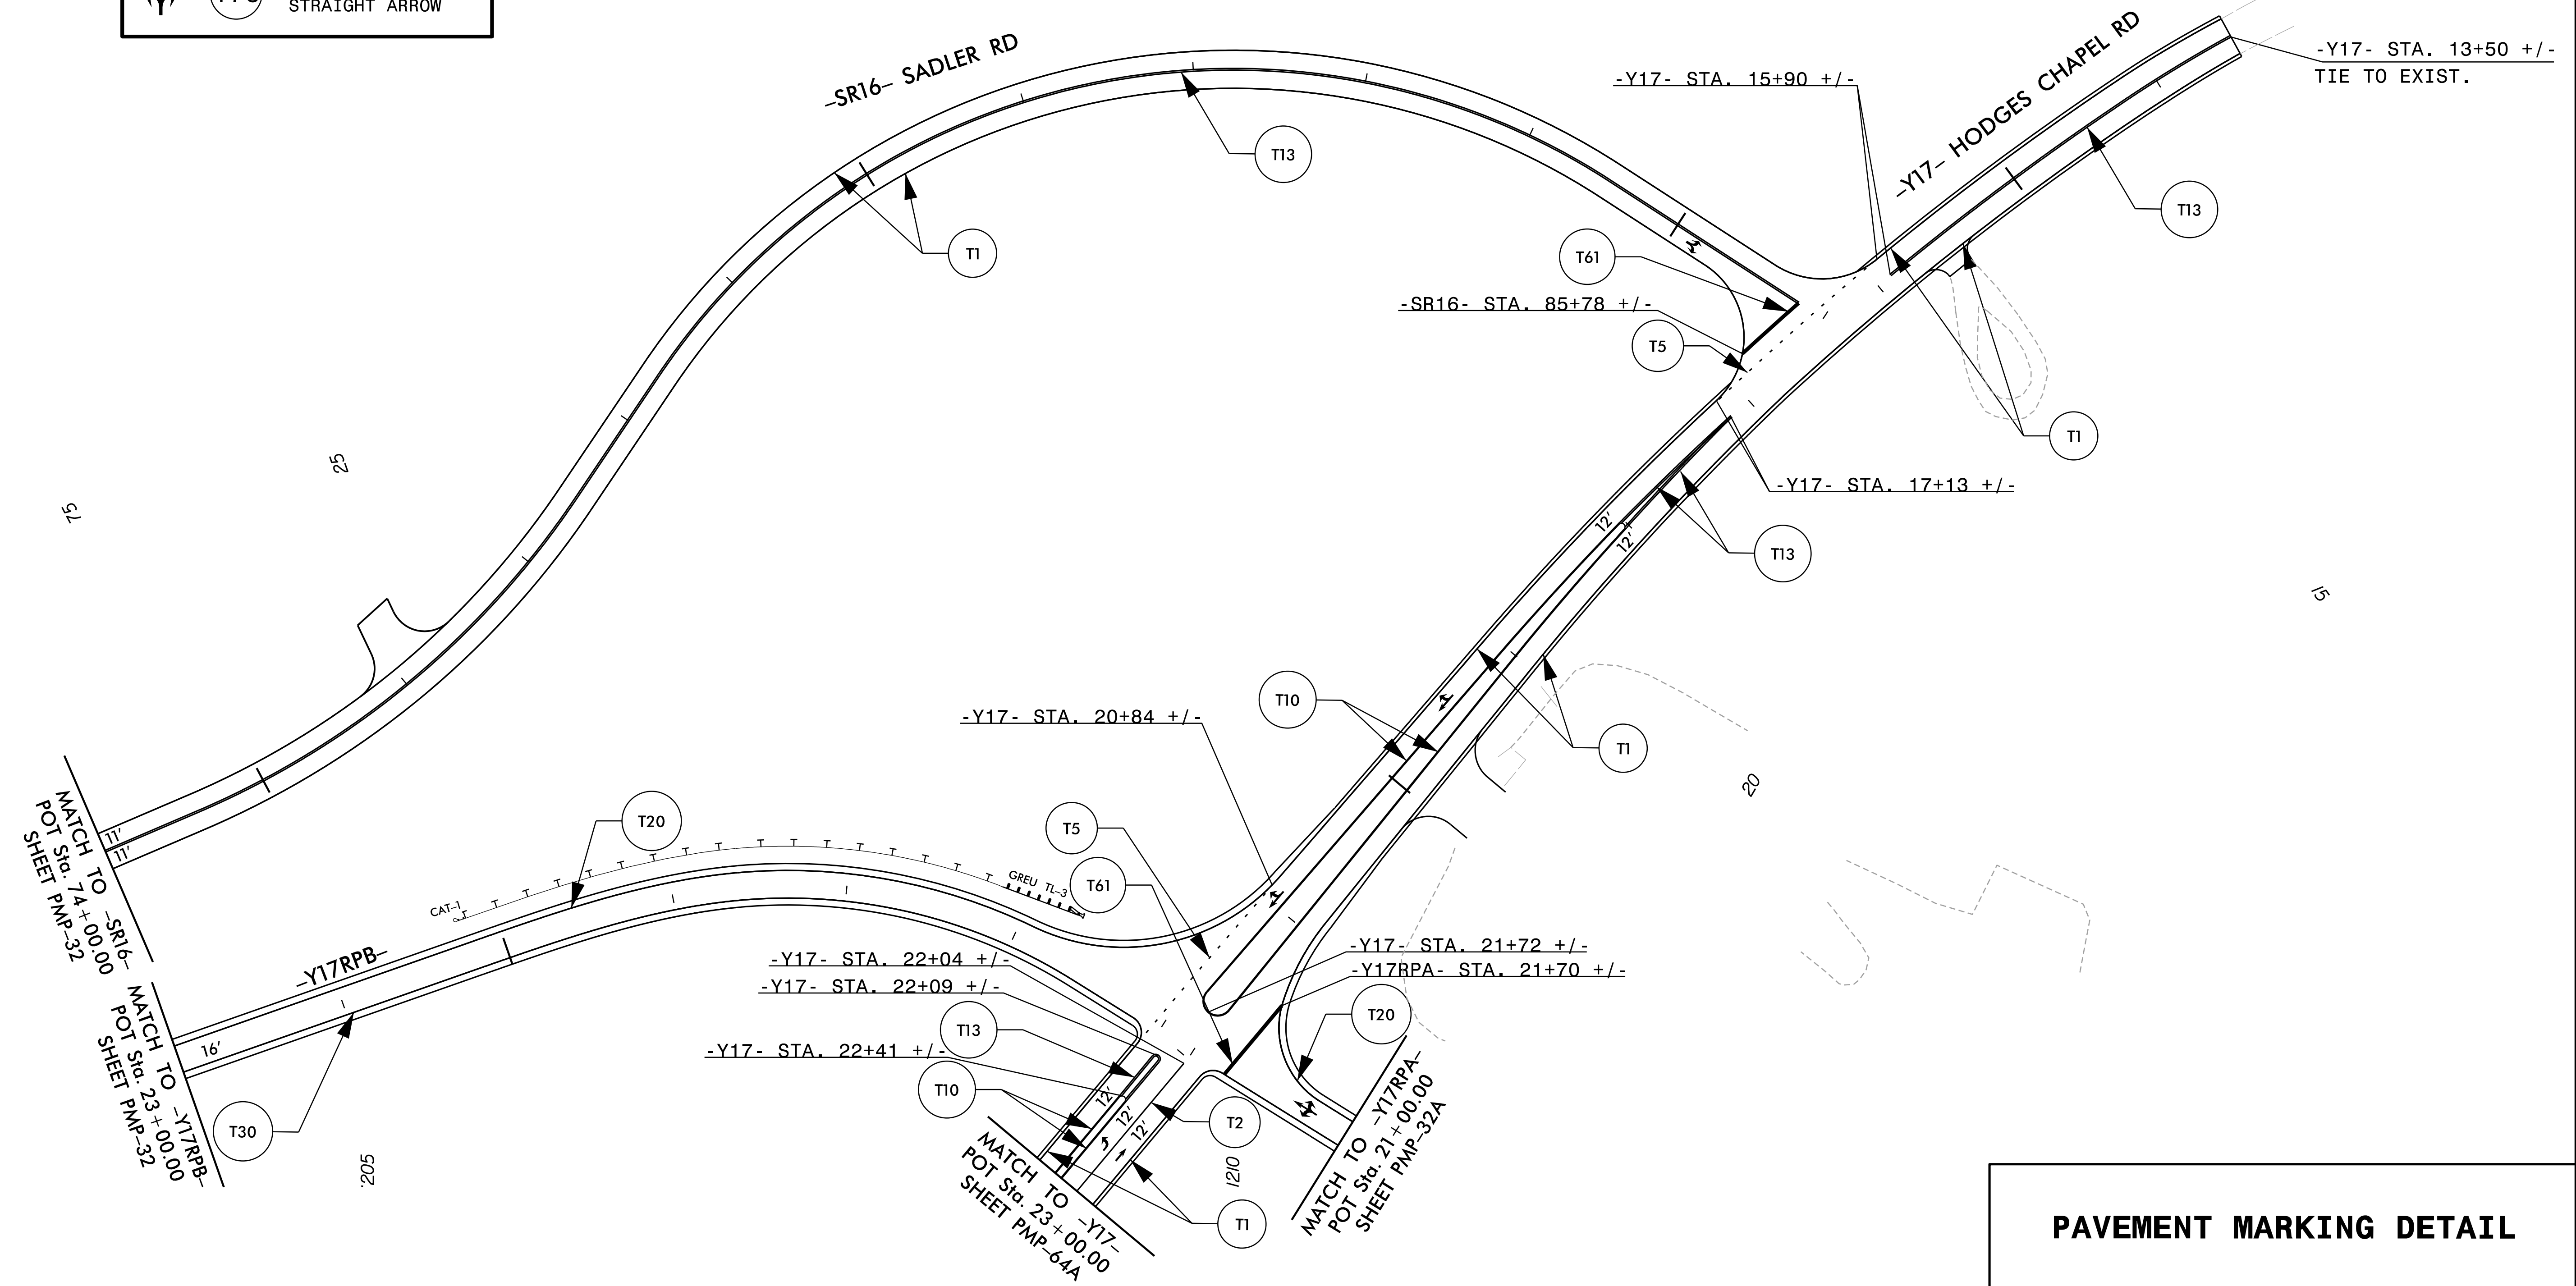 STRAIGHT ARROW
-SR16- SADLER RD
-Y17- HODGES CHAPEL RD
-Y17- STA. 13+50 +/-
TIE TO EXIST.
-Y17- STA. 15+90 +/-
T13
T13
T1
T61
-SR16- STA. 85+78 +/-
T5
T1
25
75
-Y17- STA. 17+13 +/-
12'
12'
T13
15
T10
-Y17- STA. 20+84 +/-
T1
20
11'
11'
MATCH TO -SR16-
POT Sta. 74+00.00
SHEET PMP-32
T20
T5
CAT-1
GREU TL-3
T61
-Y17RPB-
-Y17- STA. 22+04 +/-
-Y17- STA. 22+09 +/-
-Y17- STA. 21+72 +/-
-Y17RPA- STA. 21+70 +/-
T13
T20
-Y17- STA. 22+41 +/-
16'
MATCH TO -Y17RPB-
POT Sta. 23+00.00
SHEET PMP-32
T10
12'
12'
12'
T2
T30
1205
1210
T1
MATCH TO -Y17-
POT Sta. 23+00.00
SHEET PMP-64A
MATCH TO -Y17RPA-
POT Sta. 21+00.00
SHEET PMP-32A
PAVEMENT MARKING DETAIL